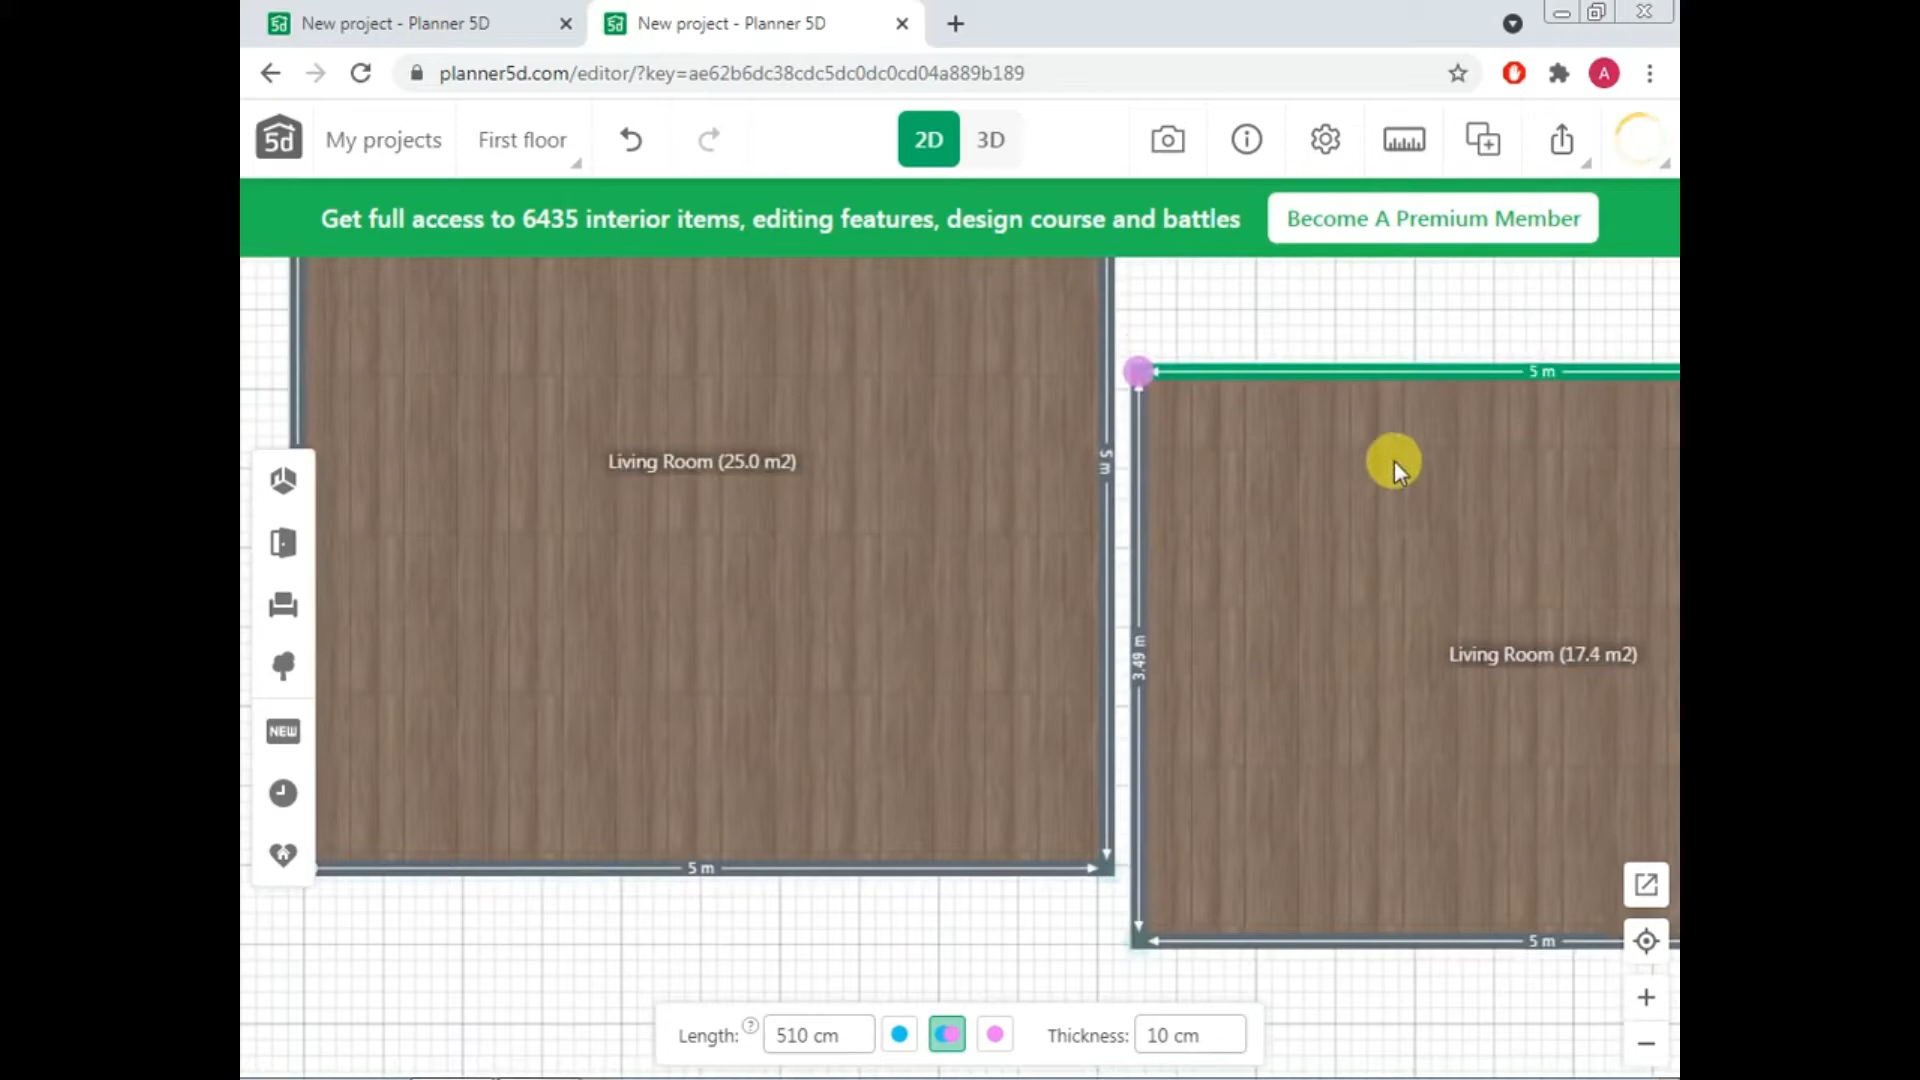 New project - Planner 5D
New project - Planner 5D
planner5d.com/editor/?key=ae62b6dc38cdc5dc0dc0cd04a889b189
A
5d
My projects
First floor
2D
3D
Get full access to 6435 interior items, editing features, design course and battles
Become A Premium Member
5 m
Living Room (25.0 m2)
5 m
3.49 m
Living Room (17.4 m2)
NEW
5 m
5 m
Length:
?
510 cm
Thickness:
10 cm